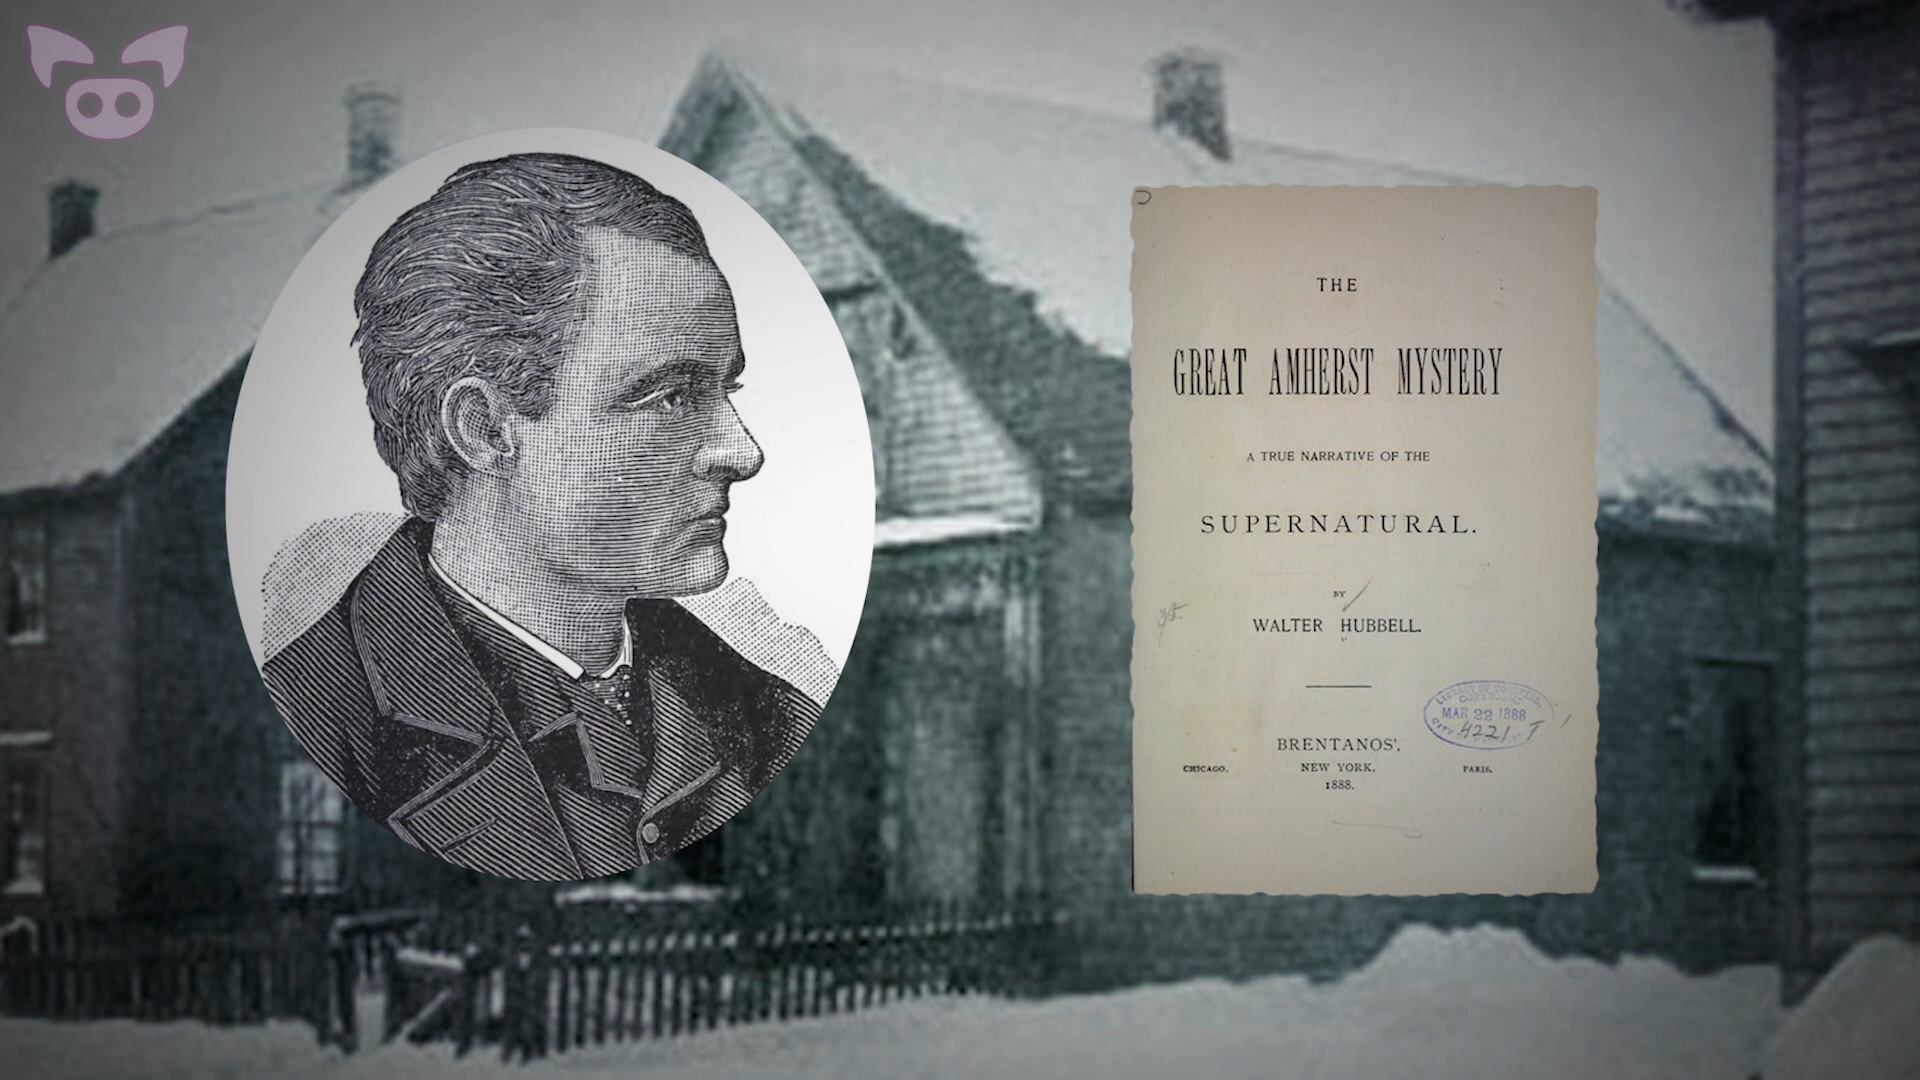 THE
GREAT AMHERST MYSTERY
A TRUE NARRATIVE OF THE
SUPERNATURAL.
BY
WALTER HUBBELL.
MAR 22 1888
4221
BRENTANOS',
CHICAGO, NEW YORK. PARIS.
1888.